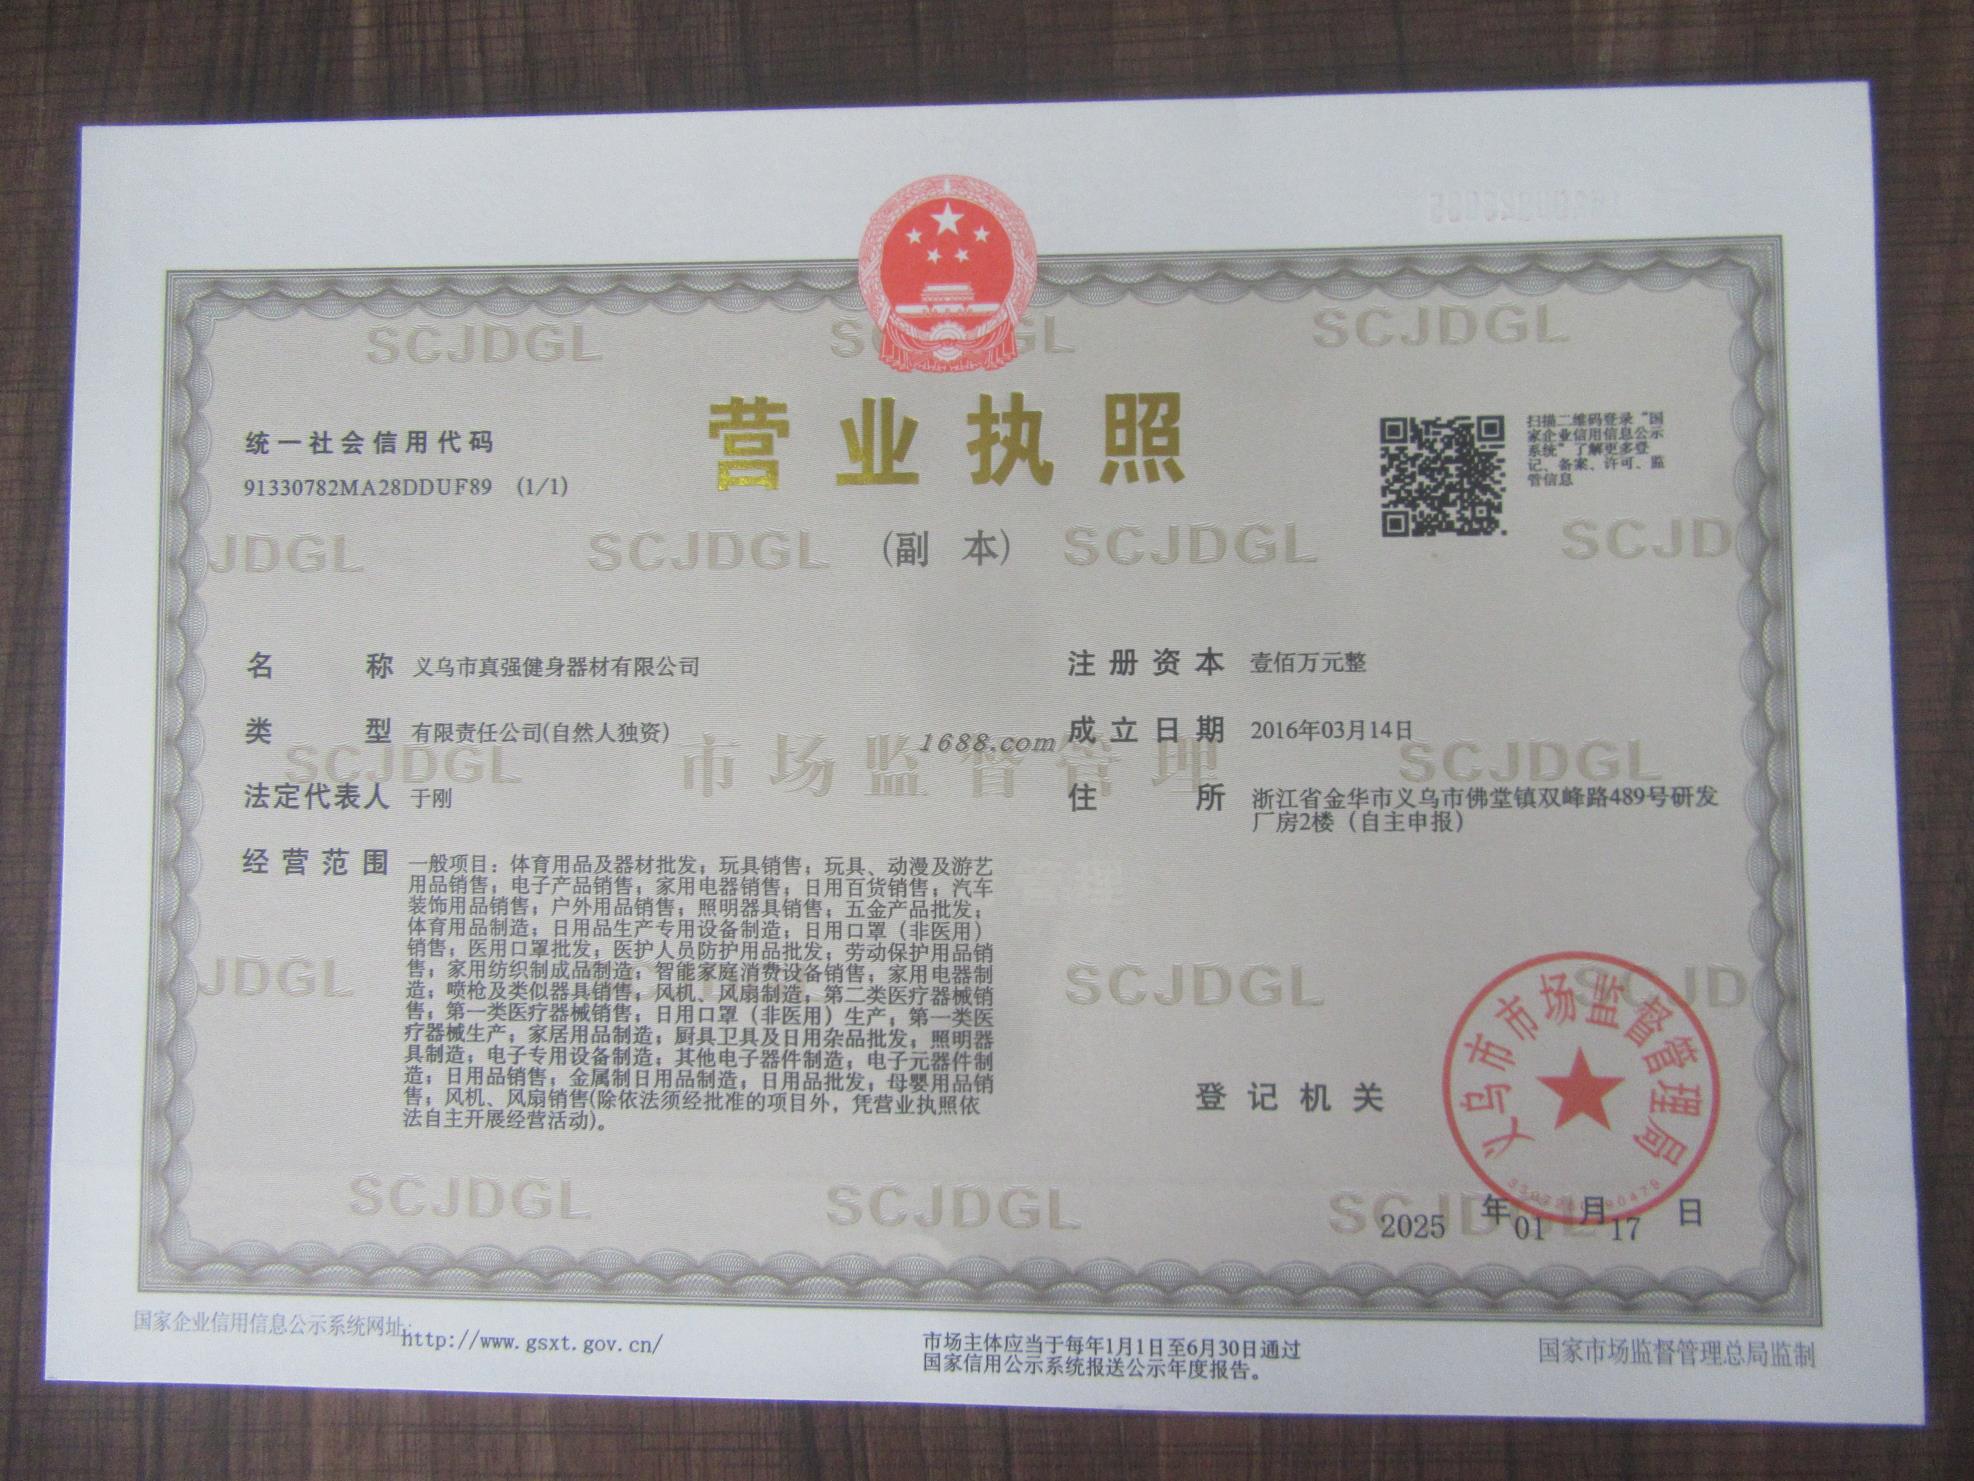 营业执照
(副 本)
统一社会信用代码
91330782MA28DDUF89 (1/1)
扫描二维码登录“国
家企业信用信息公示
系统”了解更多登
记、备案、许可、监
管信息
名称 义乌市真强健身器材有限公司
类型 有限责任公司(自然人独资)
法定代表人 于刚
经营范围 一般项目：体育用品及器材批发；玩具销售；玩具、动漫及游艺
用品销售；电子产品销售；家用电器销售；日用百货销售；汽车
装饰用品销售；户外用品销售；照明器具销售；五金产品批发；
体育用品制造；日用品生产专用设备制造；日用口罩（非医用）
销售；医用口罩批发；医护人员防护用品批发；劳动保护用品销
售；家用纺织制成品制造；智能家庭消费设备销售；家用电器制
造；喷枪及类似器具销售；风机、风扇制造；第二类医疗器械销
售；第一类医疗器械销售；日用口罩（非医用）生产；第一类医
疗器械生产；家居用品制造；厨具卫具及日用杂品批发；照明器
具制造；电子专用设备制造；其他电子器件制造；电子元器件制
造；日用品销售；金属制日用品制造；日用品批发；母婴用品销
售；风机、风扇销售(除依法须经批准的项目外，凭营业执照依
法自主开展经营活动)。
注册资本 壹佰万元整
成立日期 2016年03月14日
住所 浙江省金华市义乌市佛堂镇双峰路489号研发
厂房2楼（自主申报）
1688.com
市场监督管理
SCJDGL
登记机关
义乌市市场监督管理局
2025年01月17日
国家企业信用信息公示系统网址：http://www.gsxt.gov.cn/
市场主体应当于每年1月1日至6月30日通过
国家信用公示系统报送公示年度报告。
国家市场监督管理总局监制